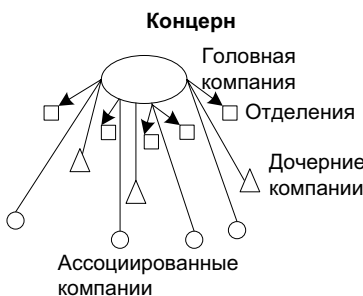 Концерн
Головная
компания
Отделения
Дочерние
компании
Ассоциированные
компании